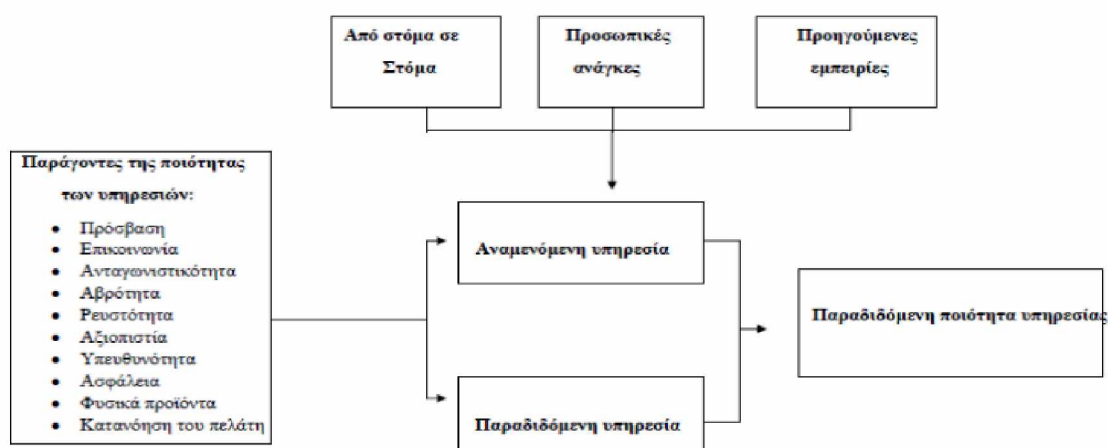 Από στόμα σε
Στόμα
Προσωπικές
ανάγκες
Προηγούμενες
εμπειρίες
Παράγοντες της ποιότητας
των υπηρεσιών:
• Πρόσβαση
• Επικοινωνία
• Ανταγωνιστικότητα
• Αβρότητα
• Ρευστότητα
• Αξιοπιστία
• Υπευθυνότητα
• Ασφάλεια
• Φυσικά προϊόντα
• Κατανόηση του πελάτη
Αναμενόμενη υπηρεσία
Παραδιδόμενη υπηρεσία
Παραδιδόμενη ποιότητα υπηρεσίας